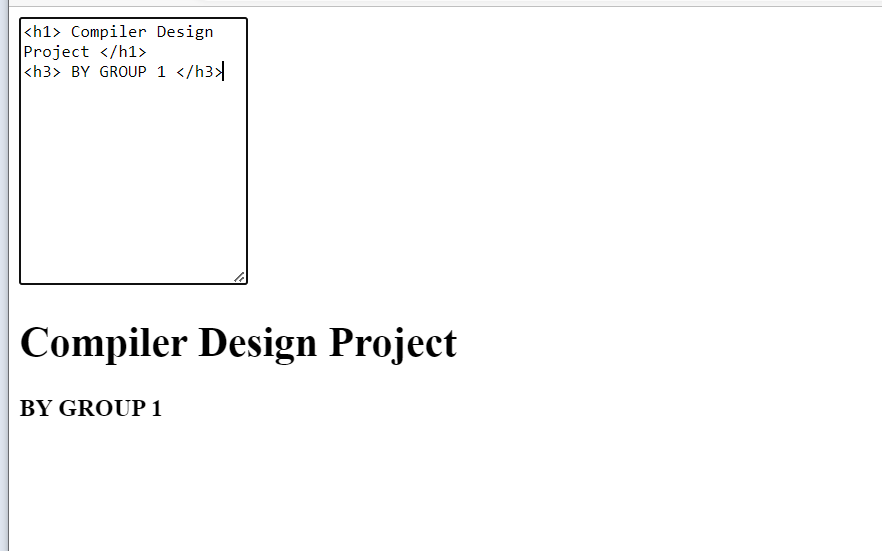 <h1> Compiler Design
Project </h1>
<h3> BY GROUP 1 </h3>
Compiler Design Project
BY GROUP 1